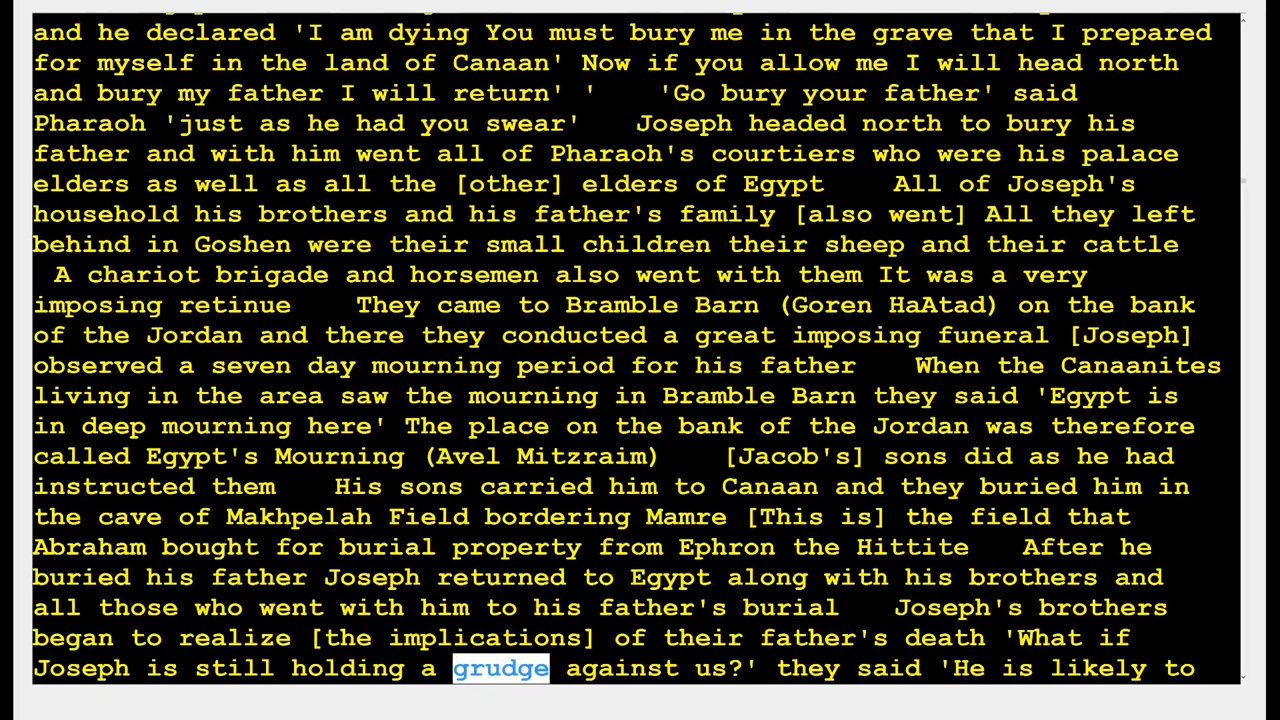 and he declared 'I am dying You must bury me in the grave that I prepared
for myself in the land of Canaan' Now if you allow me I will head north
and bury my father I will return' '    'Go bury your father' said
Pharaoh 'just as he had you swear'    Joseph headed north to bury his
father and with him went all of Pharaoh's courtiers who were his palace
elders as well as all the [other] elders of Egypt    All of Joseph's
household his brothers and his father's family [also went] All they left
behind in Goshen were their small children their sheep and their cattle
A chariot brigade and horsemen also went with them It was a very
imposing retinue    They came to Bramble Barn (Goren HaAtad) on the bank
of the Jordan and there they conducted a great imposing funeral [Joseph]
observed a seven day mourning period for his father    When the Canaanites
living in the area saw the mourning in Bramble Barn they said 'Egypt is
in deep mourning here' The place on the bank of the Jordan was therefore
called Egypt's Mourning (Avel Mitzraim)    [Jacob's] sons did as he had
instructed them    His sons carried him to Canaan and they buried him in
the cave of Makhpelah Field bordering Mamre [This is] the field that
Abraham bought for burial property from Ephron the Hittite    After he
buried his father Joseph returned to Egypt along with his brothers and
all those who went with him to his father's burial    Joseph's brothers
began to realize [the implications] of their father's death 'What if
Joseph is still holding a grudge against us?' they said 'He is likely to